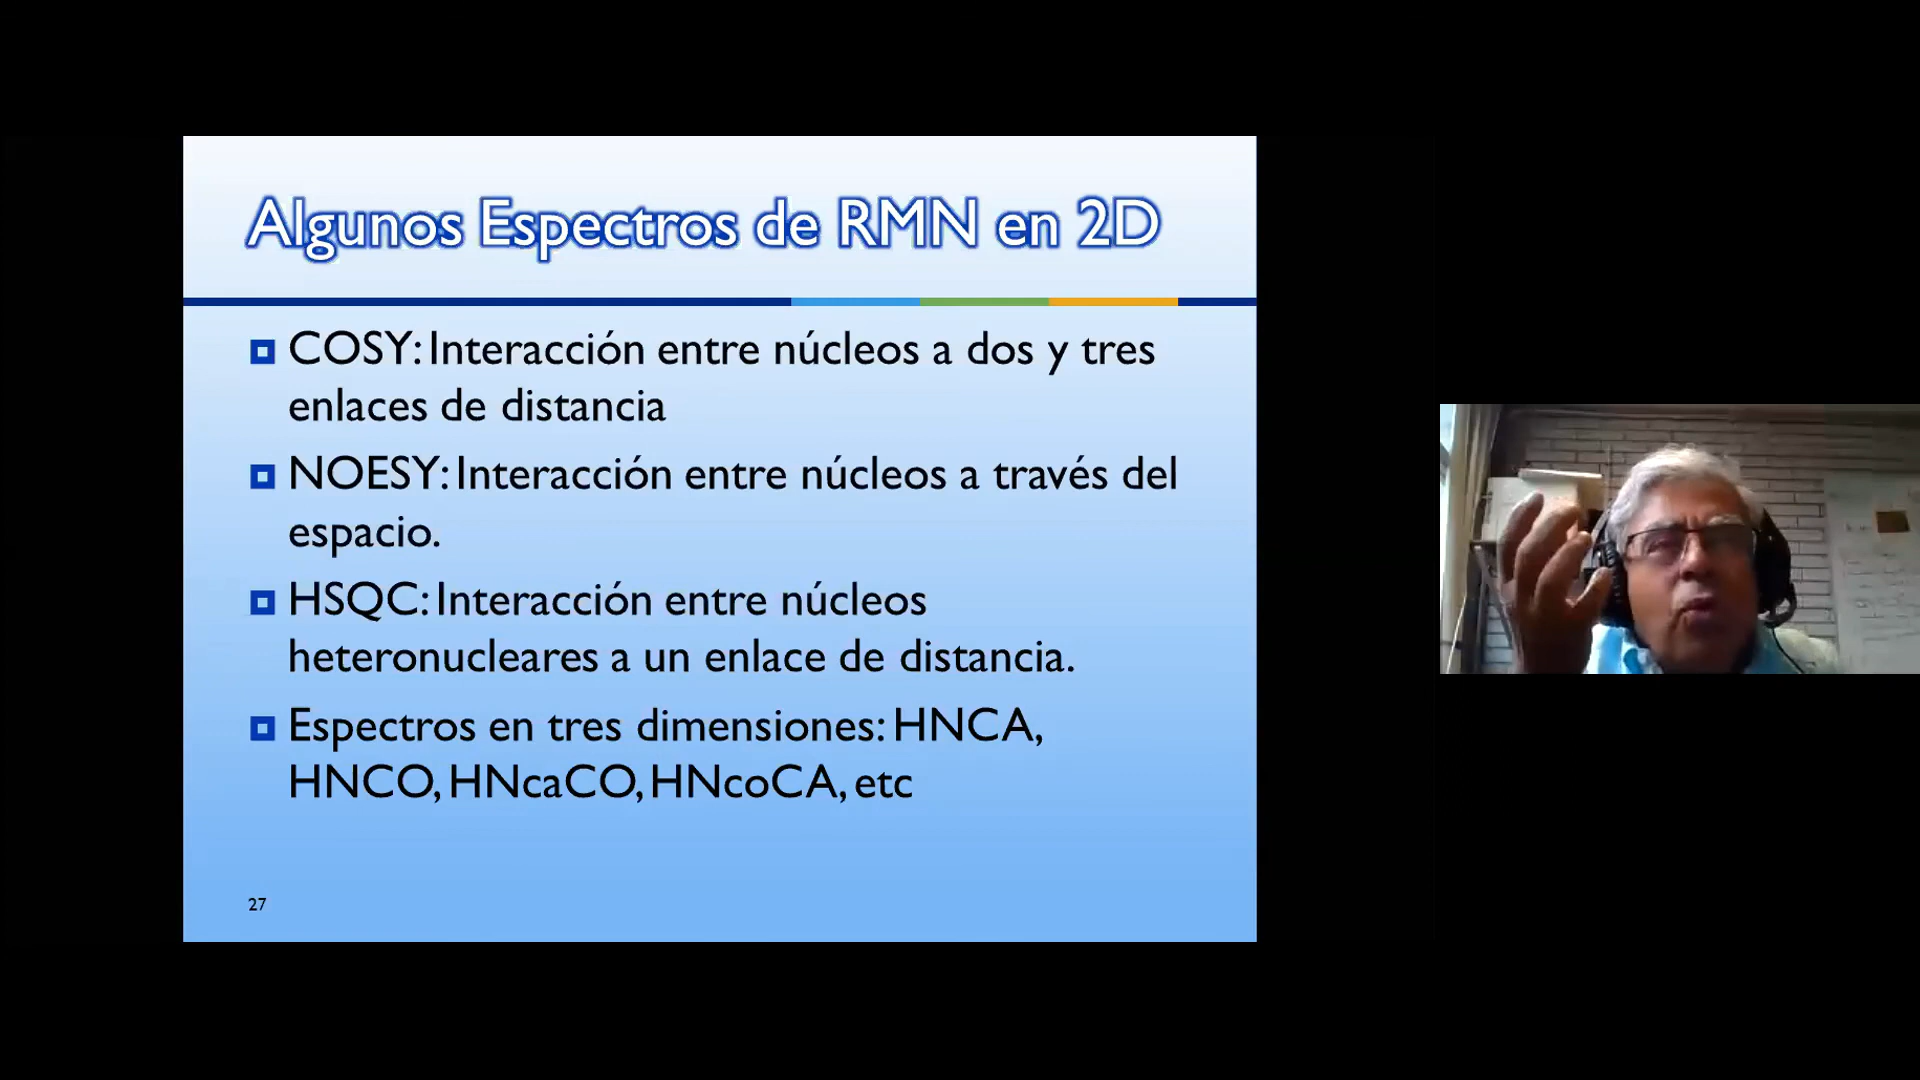 Algunos Espectros de RMN en 2D
COSY: Interacción entre núcleos a dos y tres
enlaces de distancia
NOESY: Interacción entre núcleos a través del
espacio.
HSQC: Interacción entre núcleos
heteronucleares a un enlace de distancia.
Espectros en tres dimensiones: HNCA,
HNCO, HNcaCO, HNcoCA, etc
27